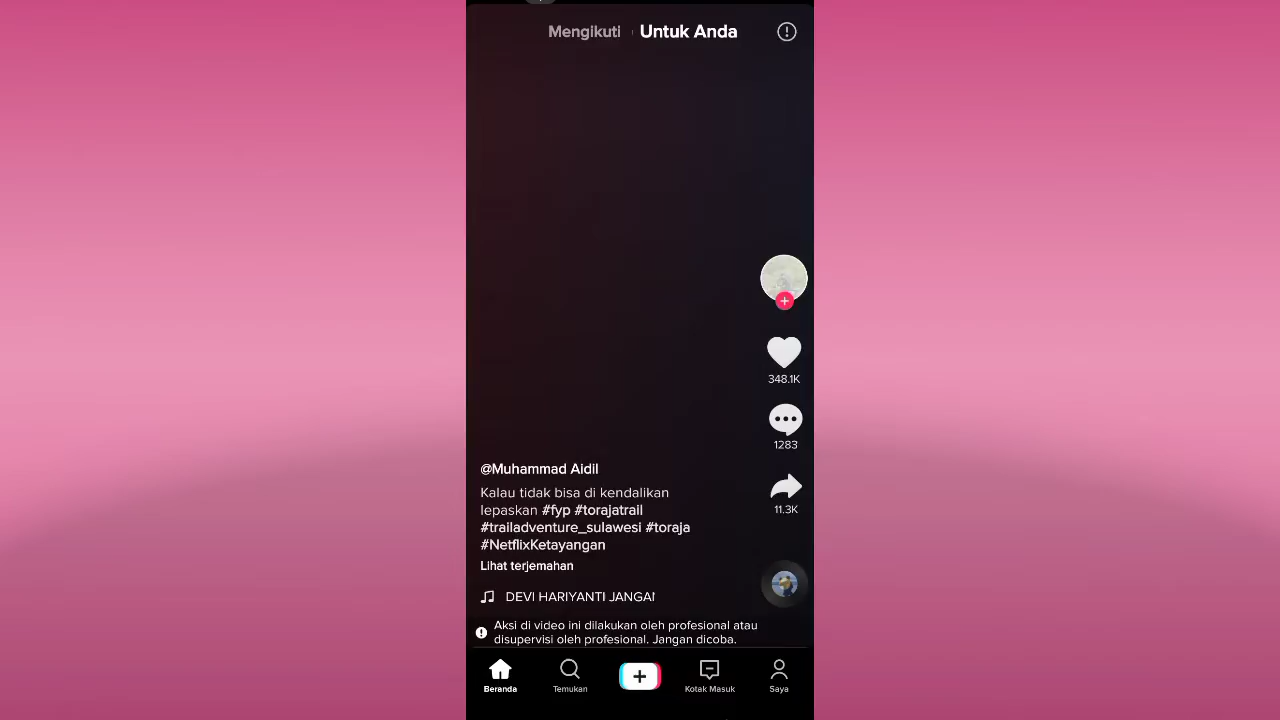 Mengikuti Untuk Anda
348.1K
1283
11.3K
@Muhammad Aidil
Kalau tidak bisa di kendalikan
lepaskan #fyp #torajatrail
#trailadventure_sulawesi #toraja
#NetflixKetayangan
Lihat terjemahan
DEVI HARIYANTI JANGAN
Aksi di video ini dilakukan oleh profesional atau
disupervisi oleh profesional. Jangan dicoba.
Beranda Temukan Kotak Masuk Saya